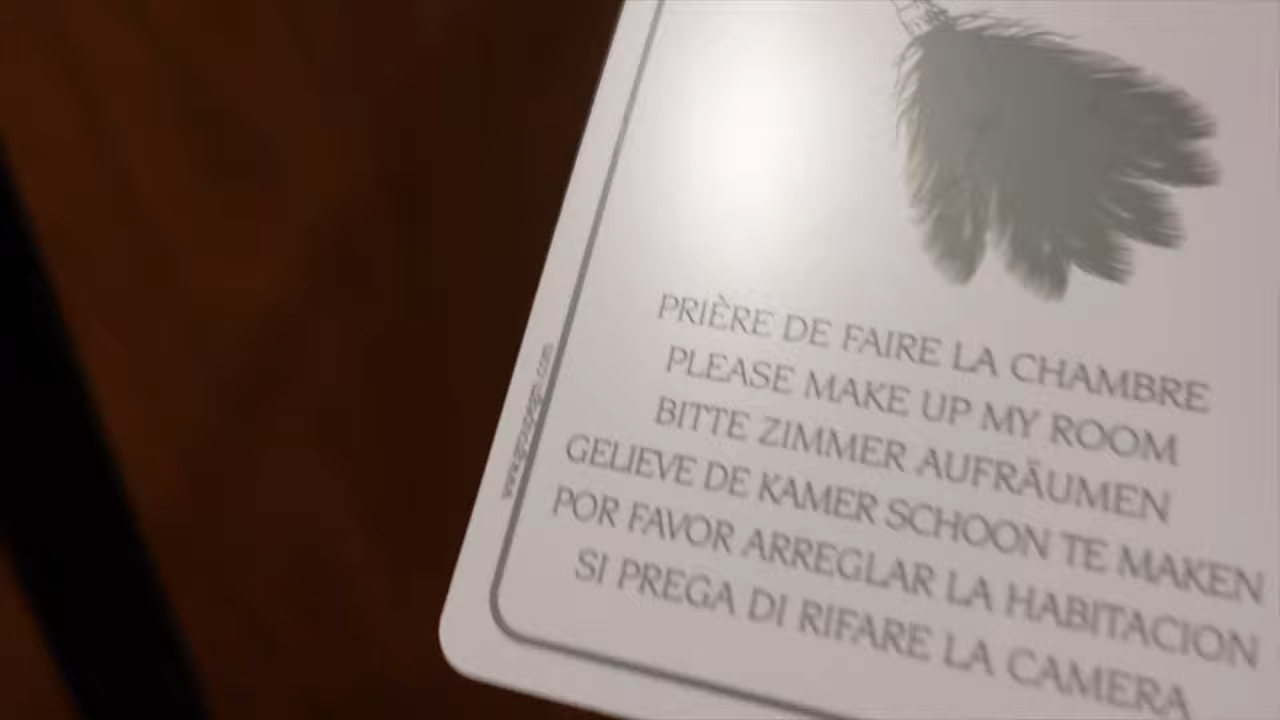 PRIÈRE DE FAIRE LA CHAMBRE
PLEASE MAKE UP MY ROOM
BITTE ZIMMER AUFRÄUMEN
GELIEVE DE KAMER SCHOON TE MAKEN
POR FAVOR ARREGLAR LA HABITACION
SI PREGA DI RIFARE LA CAMERA